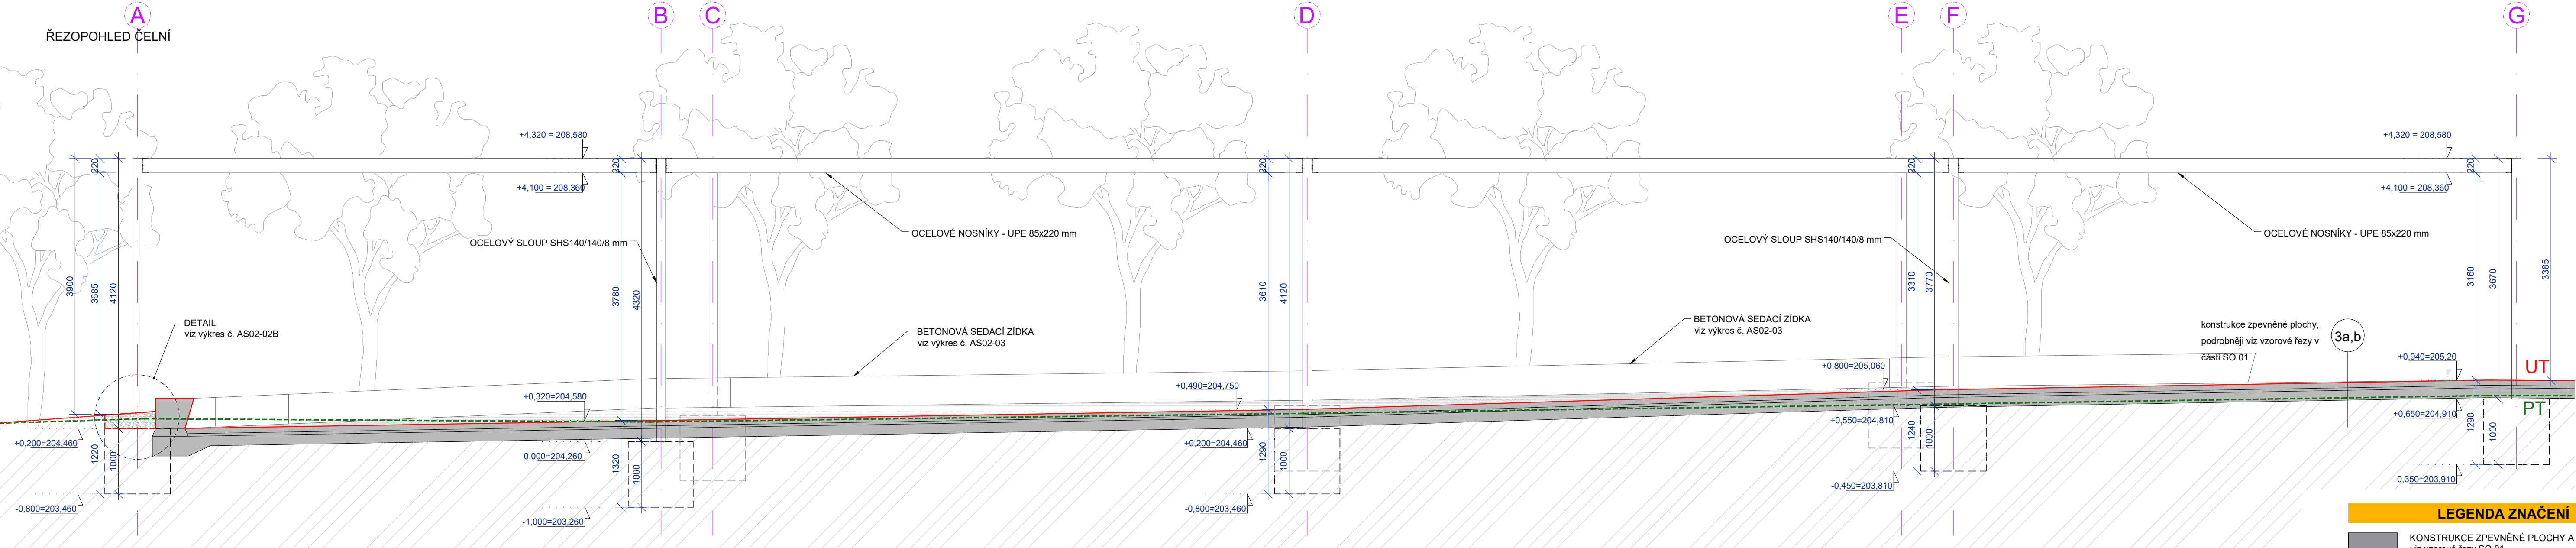 A
B
C
D
E
F
G
ŘEZOPOHLED ČELNÍ
+4,320 = 208,580
+4,100 = 208,360
+4,320 = 208,580
+4,100 = 208,360
220
3900
3685
4120
220
3780
4320
220
3610
4120
220
3310
3770
220
3160
3670
3385
OCELOVÝ SLOUP SHS140/140/8 mm
OCELOVÉ NOSNÍKY - UPE 85x220 mm
OCELOVÝ SLOUP SHS140/140/8 mm
OCELOVÉ NOSNÍKY - UPE 85x220 mm
DETAIL
viz výkres č. AS02-02B
BETONOVÁ SEDACÍ ZÍDKA
viz výkres č. AS02-03
BETONOVÁ SEDACÍ ZÍDKA
viz výkres č. AS02-03
konstrukce zpevněné plochy,
podrobněji viz vzorové řezy v
části SO 01
3a,b
+0,940=205,20
UT
PT
+0,800=205,060
+0,490=204,750
+0,320=204,580
+0,200=204,460
0,000=204,260
+0,200=204,460
+0,550=204,810
+0,650=204,910
1220
1000
1320
1000
1290
1000
1240
1000
1290
1000
-0,800=203,460
-1,000=203,260
-0,800=203,460
-0,450=203,810
-0,350=203,910
LEGENDA ZNAČENÍ
KONSTRUKCE ZPEVNĚNÉ PLOCHY A
viz vzorové řezy SO 01